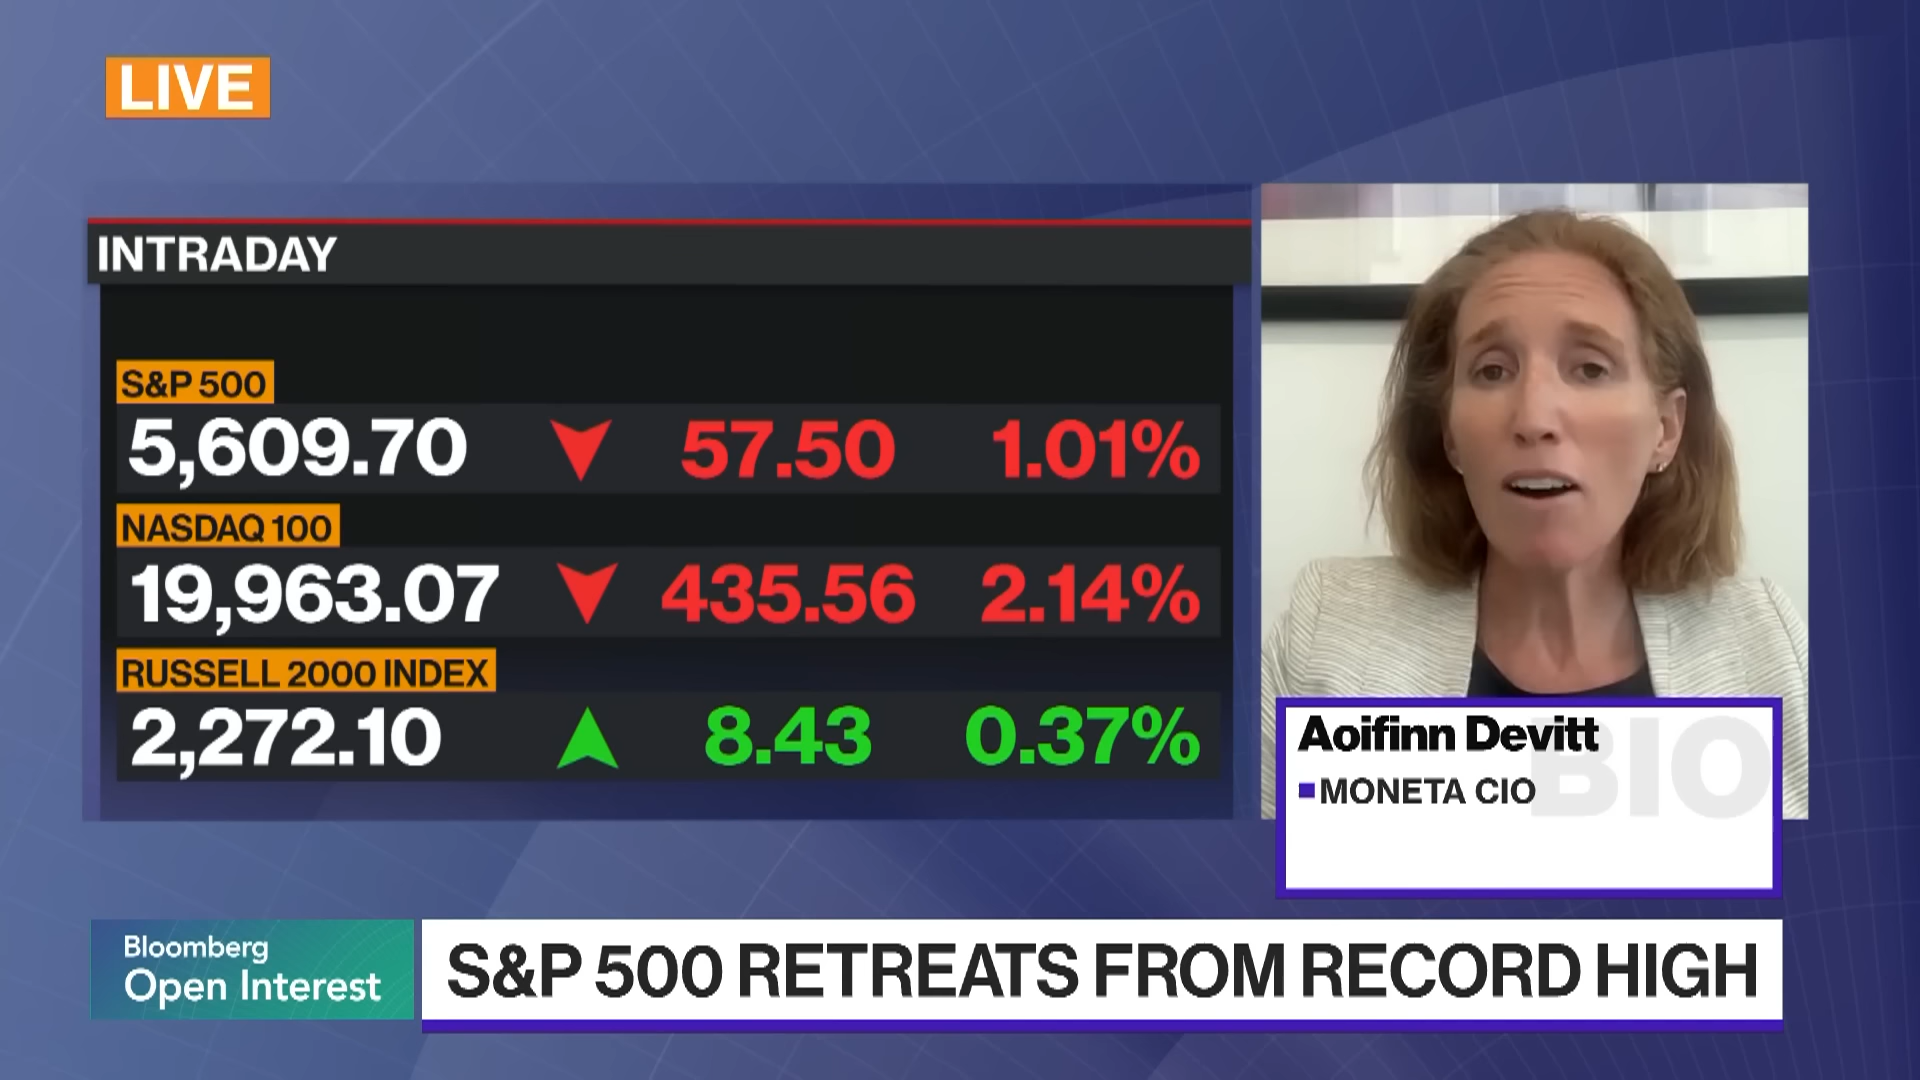 LIVE
INTRADAY
S&P 500
5,609.70 ▼ 57.50 1.01%
NASDAQ 100
19,963.07 ▼ 435.56 2.14%
RUSSELL 2000 INDEX
2,272.10 ▲ 8.43 0.37%
Aoifinn Devitt
MONETA CIO
BIO
Bloomberg
Open Interest
S&P 500 RETREATS FROM RECORD HIGH